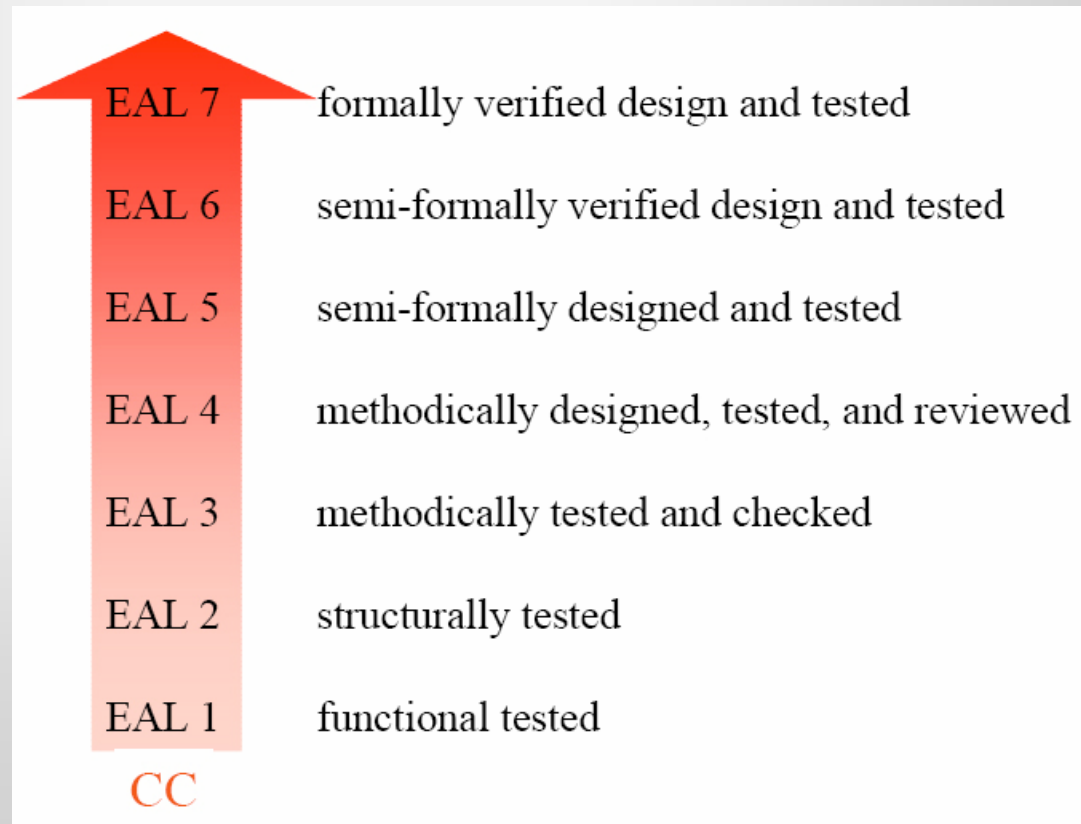 EAL 7 formally verified design and tested
EAL 6 semi-formally verified design and tested
EAL 5 semi-formally designed and tested
EAL 4 methodically designed, tested, and reviewed
EAL 3 methodically tested and checked
EAL 2 structurally tested
EAL 1 functional tested
CC